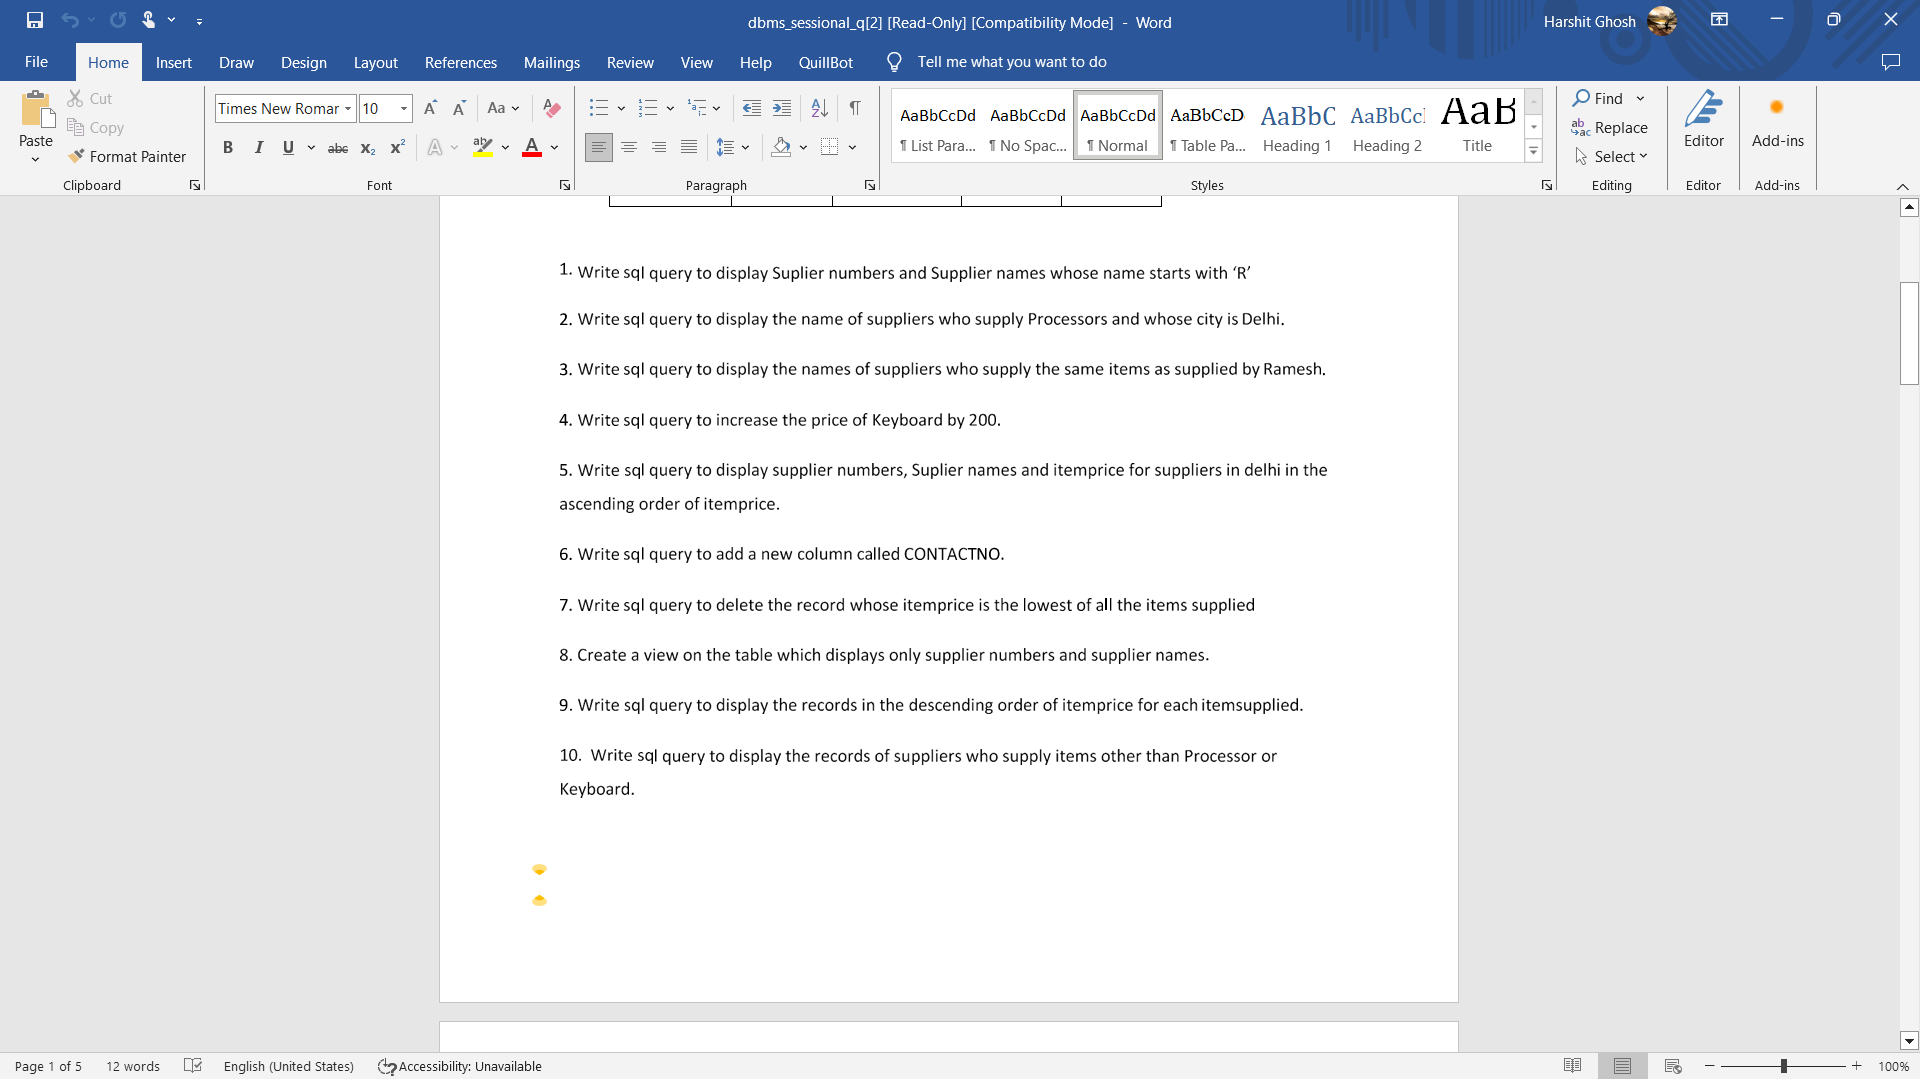 dbms_sessional_q[2] [Read-Only] [Compatibility Mode] - Word
Harshit Ghosh
File Home Insert Draw Design Layout References Mailings Review View Help QuillBot Tell me what you want to do
Paste
Cut
Copy
Format Painter
Clipboard
Times New Romar 10
Aa
B I U abc x₂ x² A ab A
Font
Paragraph
AaBbCcDd AaBbCcDd AaBbCcDd AaBbCcD AaBbC AaBbCc AaB
¶ List Para... ¶ No Spac... ¶ Normal ¶ Table Pa... Heading 1 Heading 2 Title
Styles
Find
Replace
Select
Editing
Editor
Editor
Add-ins
Add-ins
1. Write sql query to display Suplier numbers and Supplier names whose name starts with ‘R’
2. Write sql query to display the name of suppliers who supply Processors and whose city is Delhi.
3. Write sql query to display the names of suppliers who supply the same items as supplied by Ramesh.
4. Write sql query to increase the price of Keyboard by 200.
5. Write sql query to display supplier numbers, Suplier names and itemprice for suppliers in delhi in the
ascending order of itemprice.
6. Write sql query to add a new column called CONTACTNO.
7. Write sql query to delete the record whose itemprice is the lowest of all the items supplied
8. Create a view on the table which displays only supplier numbers and supplier names.
9. Write sql query to display the records in the descending order of itemprice for each itemsupplied.
10. Write sql query to display the records of suppliers who supply items other than Processor or
Keyboard.
Page 1 of 5 12 words English (United States) Accessibility: Unavailable 100%